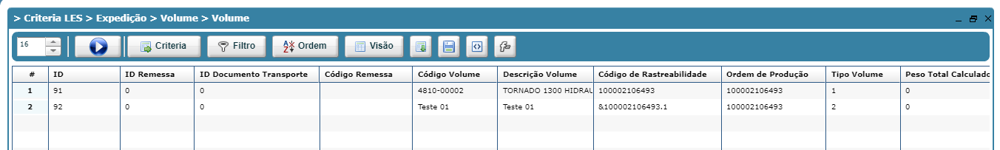 > Criteria LES > Expedição > Volume > Volume
16 Criteria Filtro Ordem Visão
# ID ID Remessa ID Documento Transporte Código Remessa Código Volume Descrição Volume Código de Rastreabilidade Ordem de Produção Tipo Volume Peso Total Calculado
1 91 0 0 4810-00002 TORNADO 1300 HIDRAU 100002106493 100002106493 1 0
2 92 0 0 Teste 01 Teste 01 &100002106493.1 100002106493 2 0